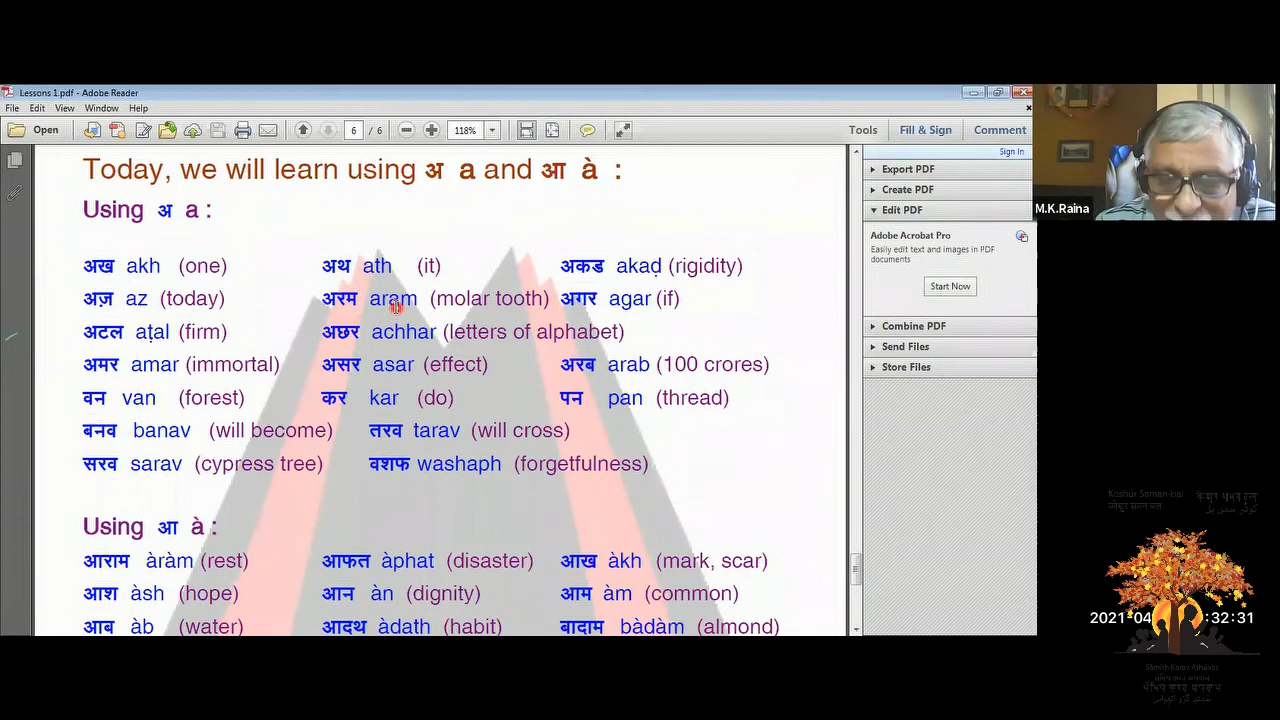 Lessons 1.pdf - Adobe Reader
File Edit View Window Help
Open 6 / 6 118% Tools Fill & Sign Comment
Sign In
Export PDF
Create PDF
Edit PDF
Adobe Acrobat Pro
Easily edit text and images in PDF
documents
Start Now
Combine PDF
Send Files
Store Files
Today, we will learn using अ a and आ à :
Using अ a :
अख akh (one) अथ ath (it) अकड akaḍ (rigidity)
अज़ az (today) अरम aram (molar tooth) अगर agar (if)
अटल aṭal (firm) अछर achhar (letters of alphabet)
अमर amar (immortal) असर asar (effect) अरब arab (100 crores)
वन van (forest) कर kar (do) पन pan (thread)
बनव banav (will become) तरव tarav (will cross)
सरव sarav (cypress tree) वशफ washaph (forgetfulness)
Using आ à :
आराम àràm (rest) आफत àphat (disaster) आख àkh (mark, scar)
आश àsh (hope) आन àn (dignity) आम àm (common)
आब àb (water) आदथ àdath (habit) बादाम bàdàm (almond)
M.K.Raina
Koshur Saman-bal
2021-04 :32:31